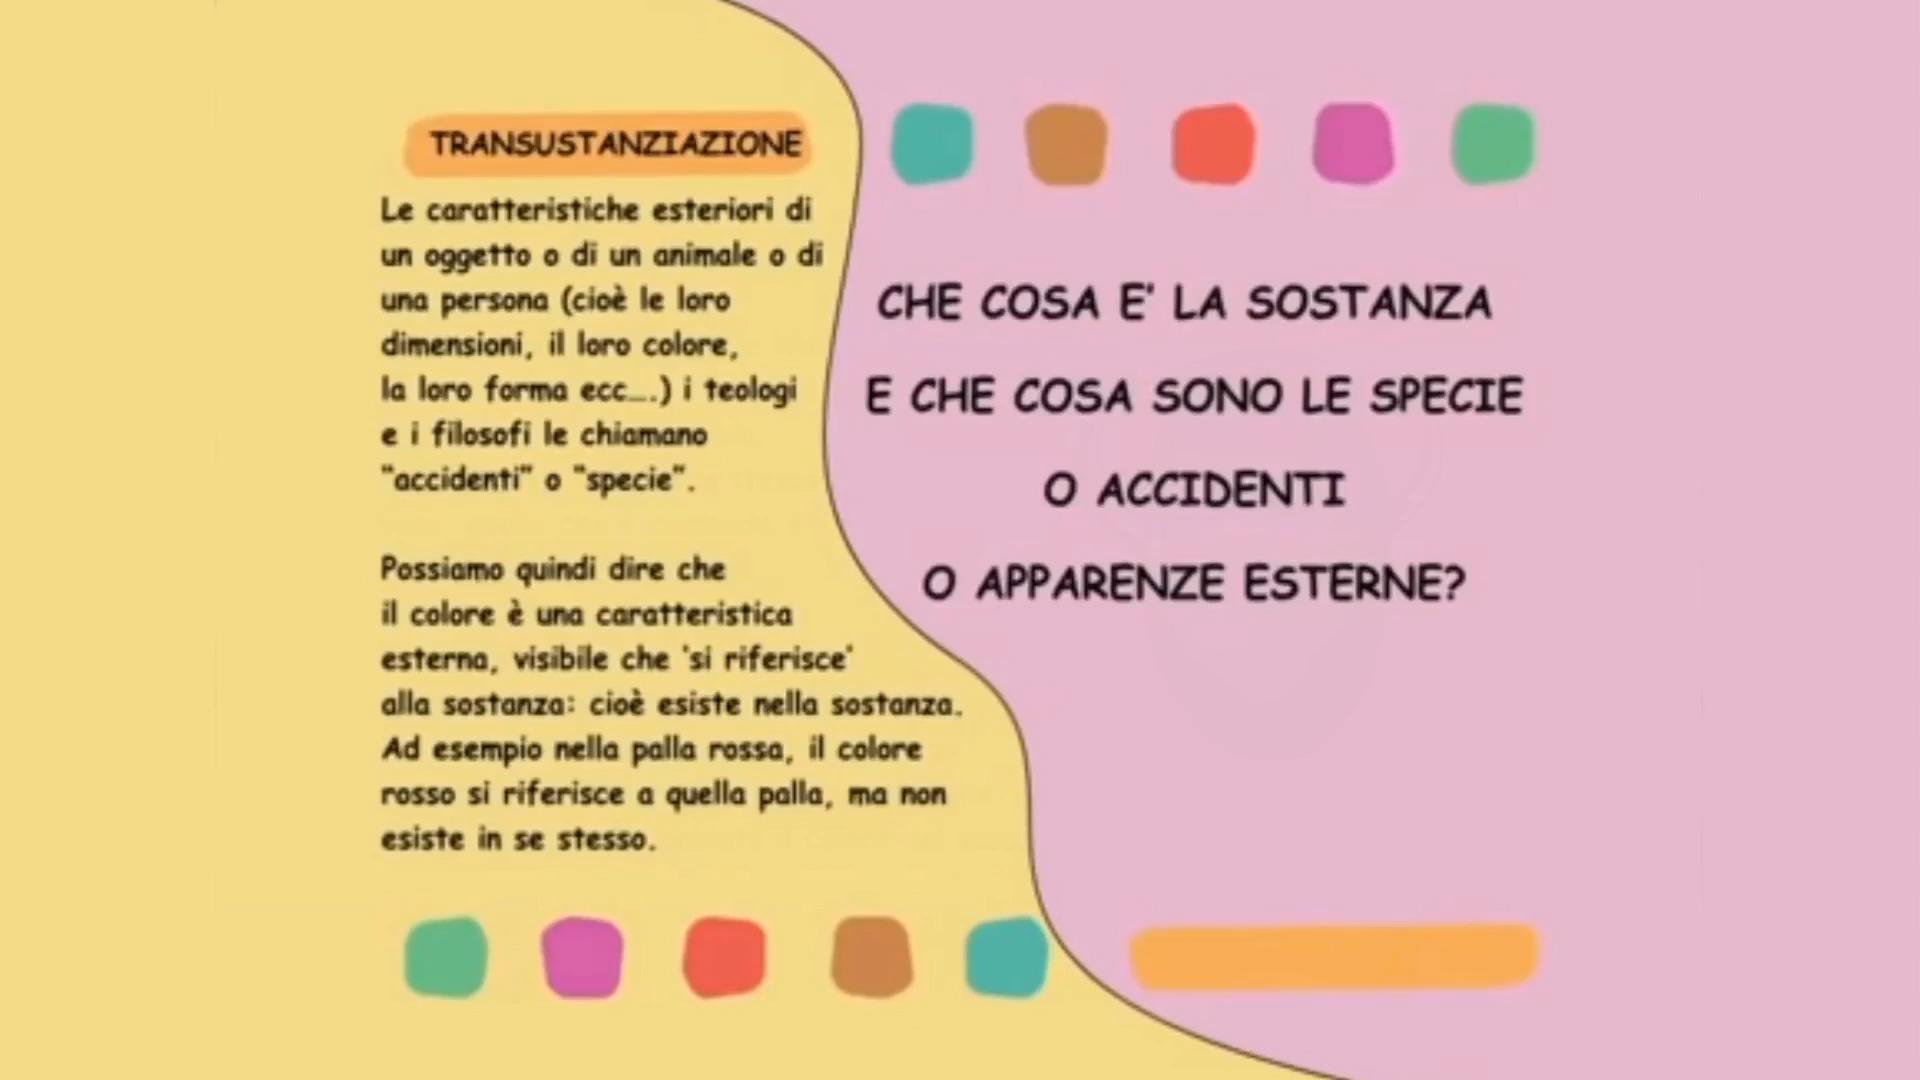 TRANSUSTANZIAZIONE
Le caratteristiche esteriori di
un oggetto o di un animale o di
una persona (cioè le loro
dimensioni, il loro colore,
la loro forma ecc….) i teologi
e i filosofi le chiamano
"accidenti" o "specie".
Possiamo quindi dire che
il colore è una caratteristica
esterna, visibile che 'si riferisce'
alla sostanza: cioè esiste nella sostanza.
Ad esempio nella palla rossa, il colore
rosso si riferisce a quella palla, ma non
esiste in se stesso.
CHE COSA E' LA SOSTANZA
E CHE COSA SONO LE SPECIE
O ACCIDENTI
O APPARENZE ESTERNE?